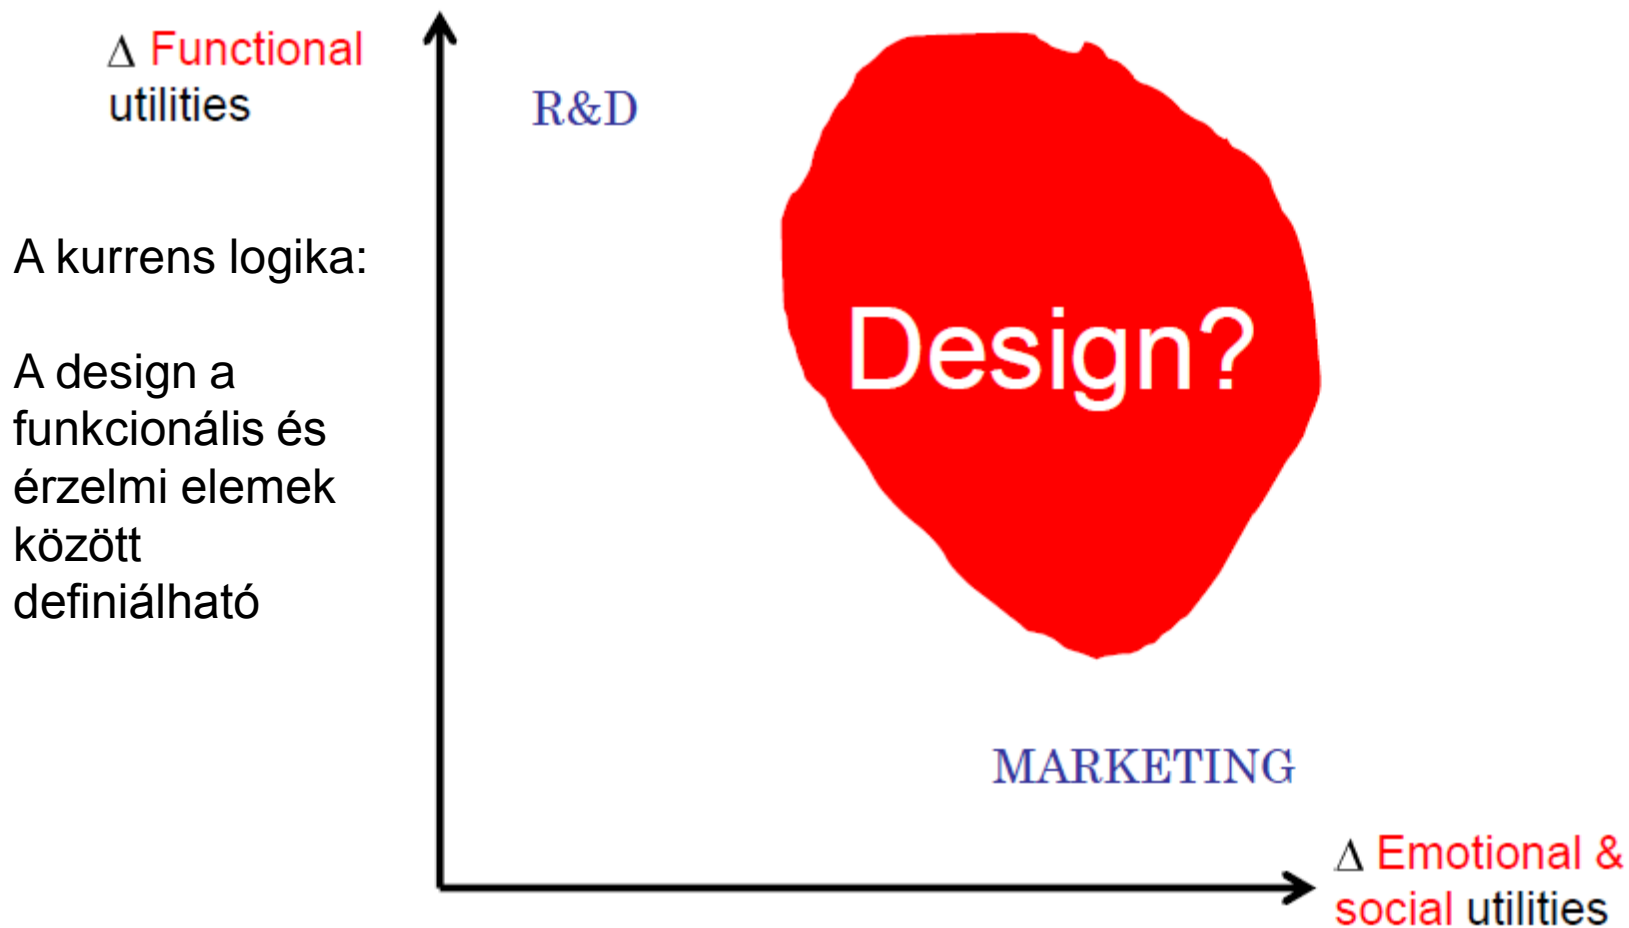 Δ Functional
utilities
R&D
A kurrens logika:
A design a
funkcionális és
érzelmi elemek
között
definiálható
Design?
MARKETING
Δ Emotional &
social utilities